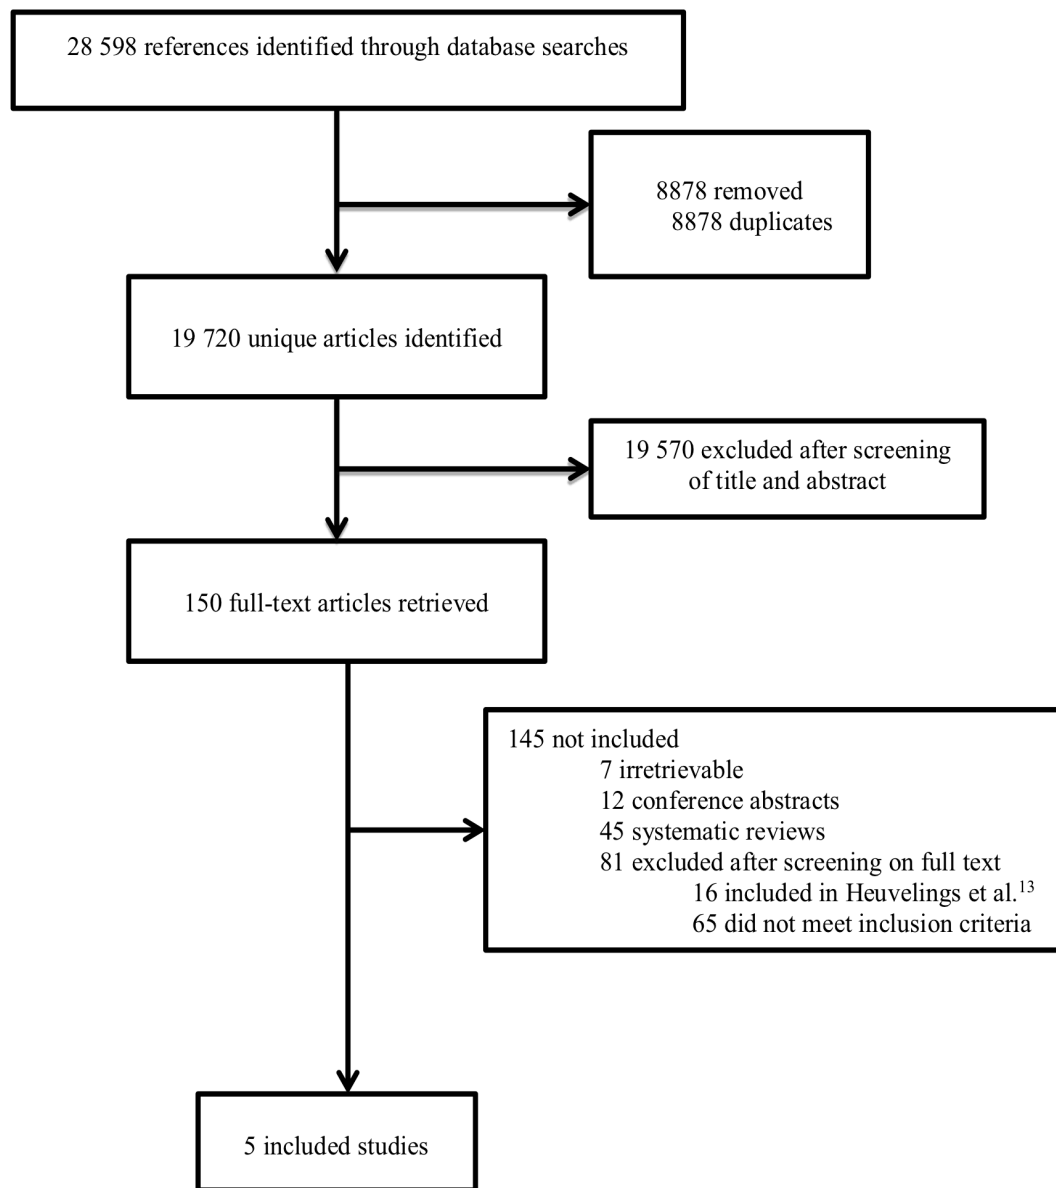 28 598 references identified through database searches
8878 removed
8878 duplicates
19 720 unique articles identified
19 570 excluded after screening
of title and abstract
150 full-text articles retrieved
145 not included
7 irretrievable
12 conference abstracts
45 systematic reviews
81 excluded after screening on full text
16 included in Heuvelings et al.¹³
65 did not meet inclusion criteria
5 included studies